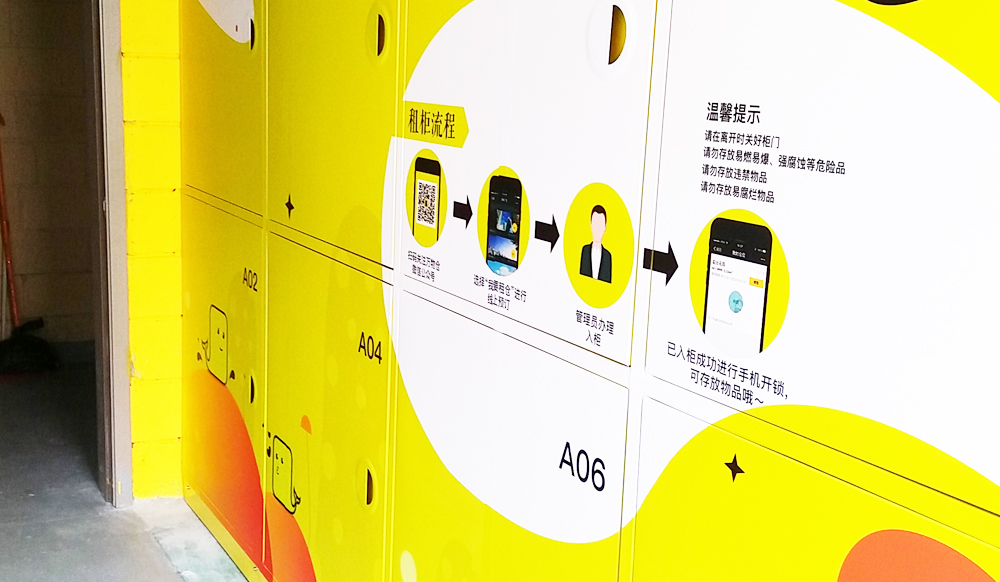 租柜流程
扫码关注万物仓
微信公众号
选择"我要租仓"进行
线上预订
管理员办理
入柜
已入柜成功进行手机开锁，
可存放物品哦~
温馨提示
请在离开时关好柜门
请勿存放易燃易爆、强腐蚀等危险品
请勿存放违禁物品
请勿存放易腐烂物品
A02
A04
A06